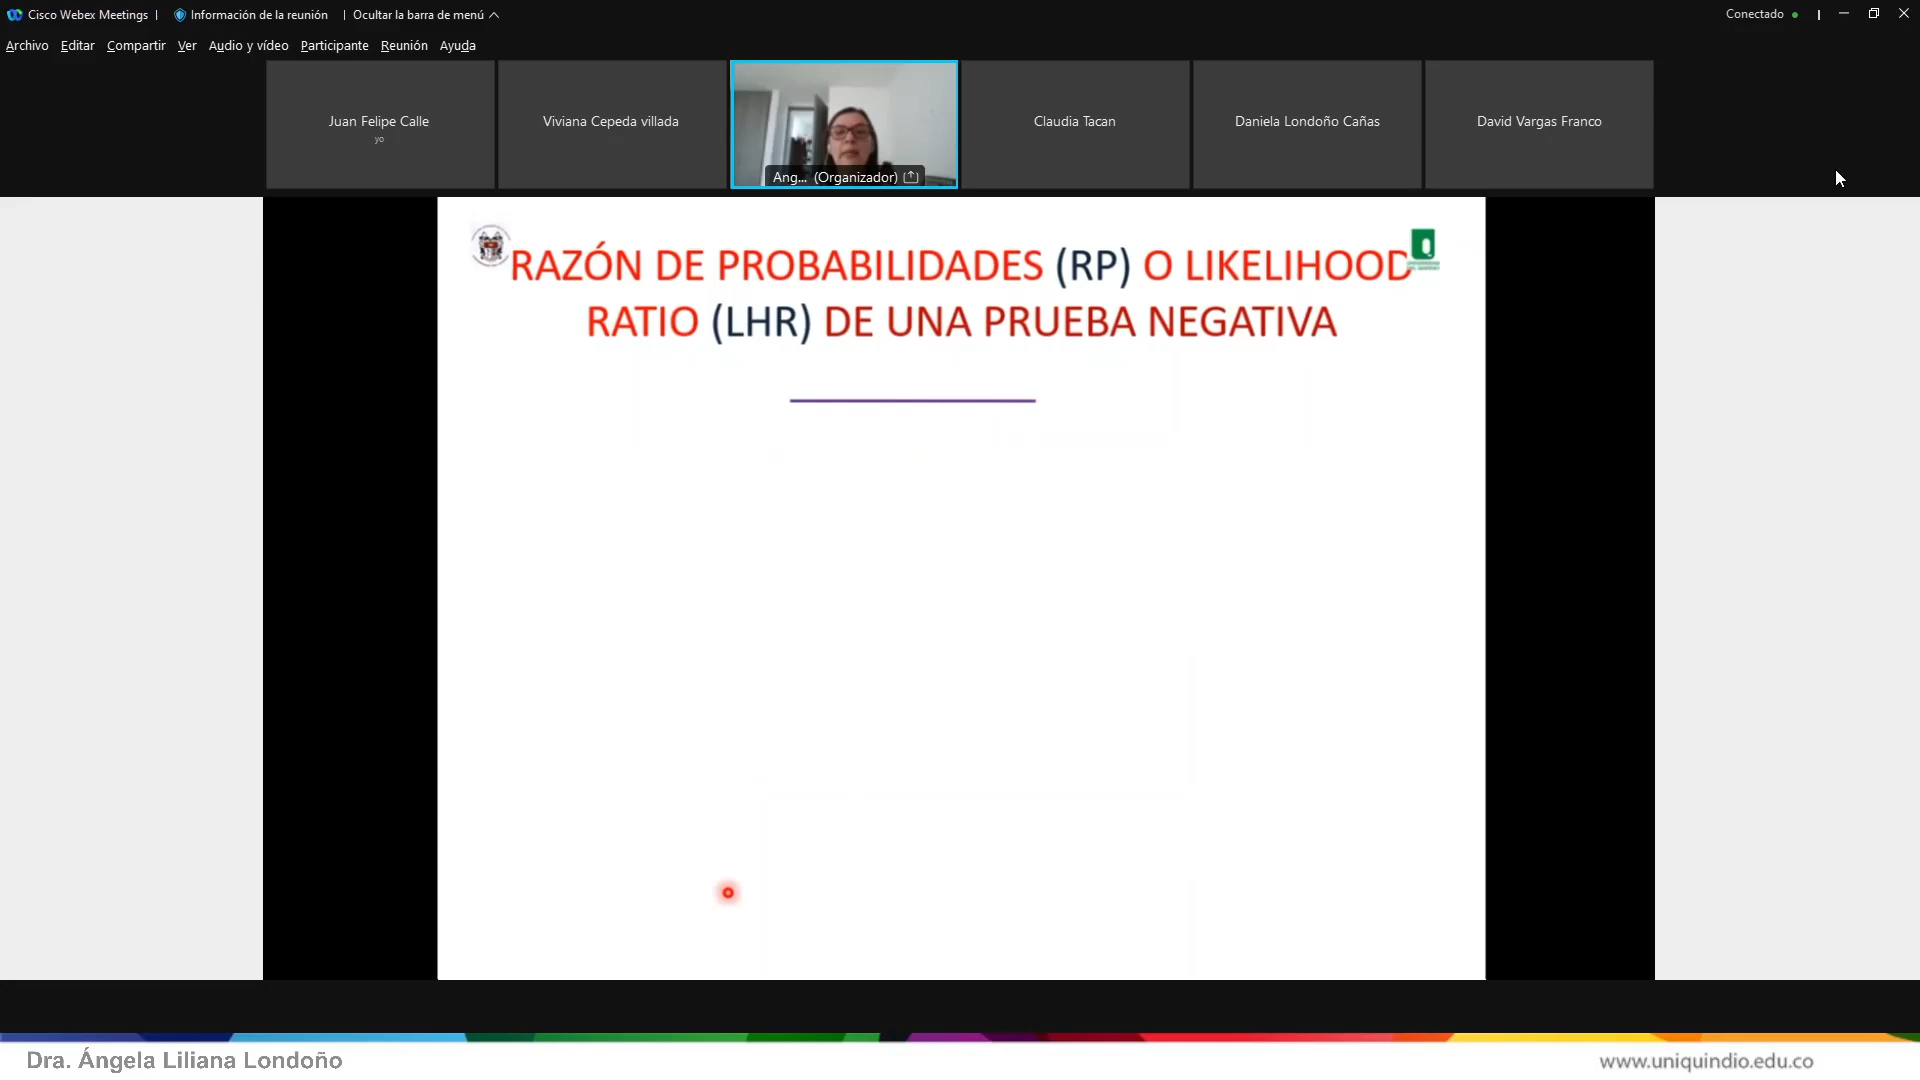 Cisco Webex Meetings | Información de la reunión | Ocultar la barra de menú
Conectado
Archivo Editar Compartir Ver Audio y vídeo Participante Reunión Ayuda
Juan Felipe Calle
yo
Viviana Cepeda villada
Ang... (Organizador)
Claudia Tacan
Daniela Londoño Cañas
David Vargas Franco
RAZÓN DE PROBABILIDADES (RP) O LIKELIHOOD
RATIO (LHR) DE UNA PRUEBA NEGATIVA
Dra. Ángela Liliana Londoño
www.uniquindio.edu.co